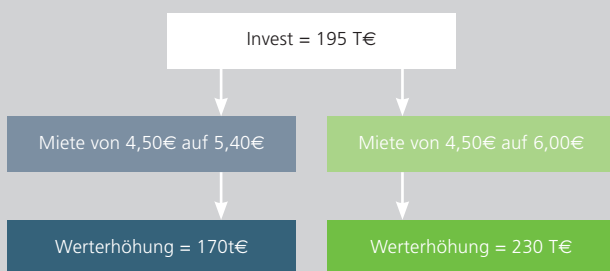 Invest = 195 T€
Miete von 4,50€ auf 5,40€
Miete von 4,50€ auf 6,00€
Werterhöhung = 170t€
Werterhöhung = 230 T€